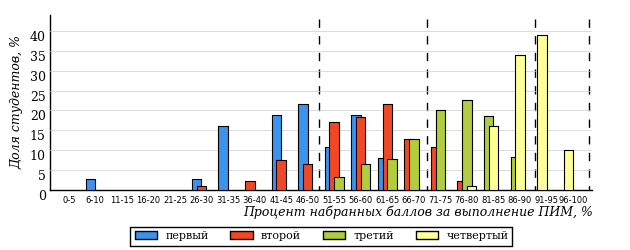 Доля студентов, %
40
35
30
25
20
15
10
5
0
0-5 6-10 11-15 16-20 21-25 26-30 31-35 36-40 41-45 46-50 51-55 56-60 61-65 66-70 71-75 76-80 81-85 86-90 91-95 96-100
Процент набранных баллов за выполнение ПИМ, %
первый второй третий четвертый